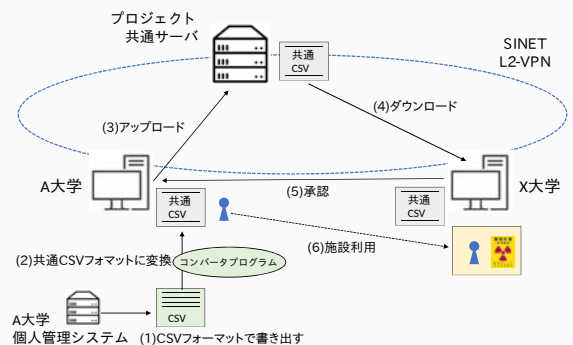 プロジェクト
共通サーバ
共通
CSV
SINET
L2-VPN
(3)アップロード
(4)ダウンロード
A大学
(5)承認
X大学
共通
CSV
共通
CSV
(6)施設利用
(2)共通CSVフォーマットに変換
コンバータプログラム
CSV
A大学
個人管理システム
(1)CSVフォーマットで書き出す